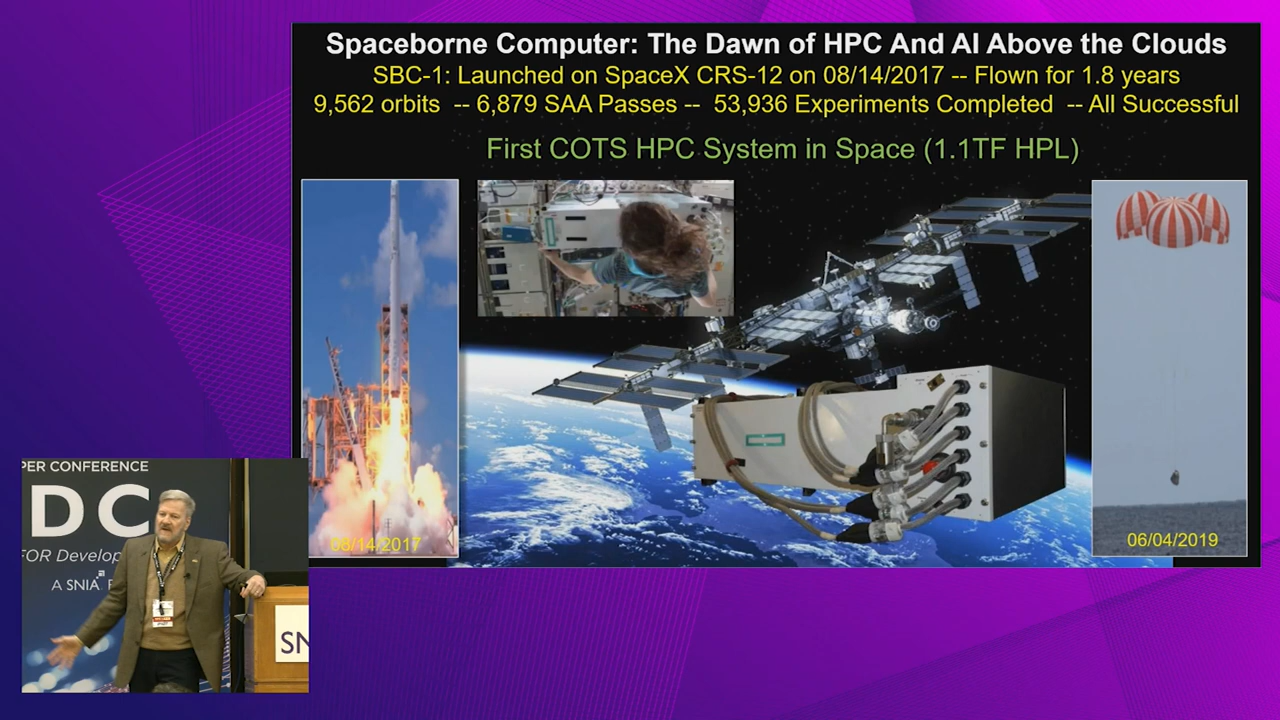 Spaceborne Computer: The Dawn of HPC And AI Above the Clouds
SBC-1: Launched on SpaceX CRS-12 on 08/14/2017 -- Flown for 1.8 years
9,562 orbits -- 6,879 SAA Passes -- 53,936 Experiments Completed -- All Successful
First COTS HPC System in Space (1.1TF HPL)
08/14/2017
06/04/2019
PER CONFERENCE
DC
FOR Develop
A SNIA
SN